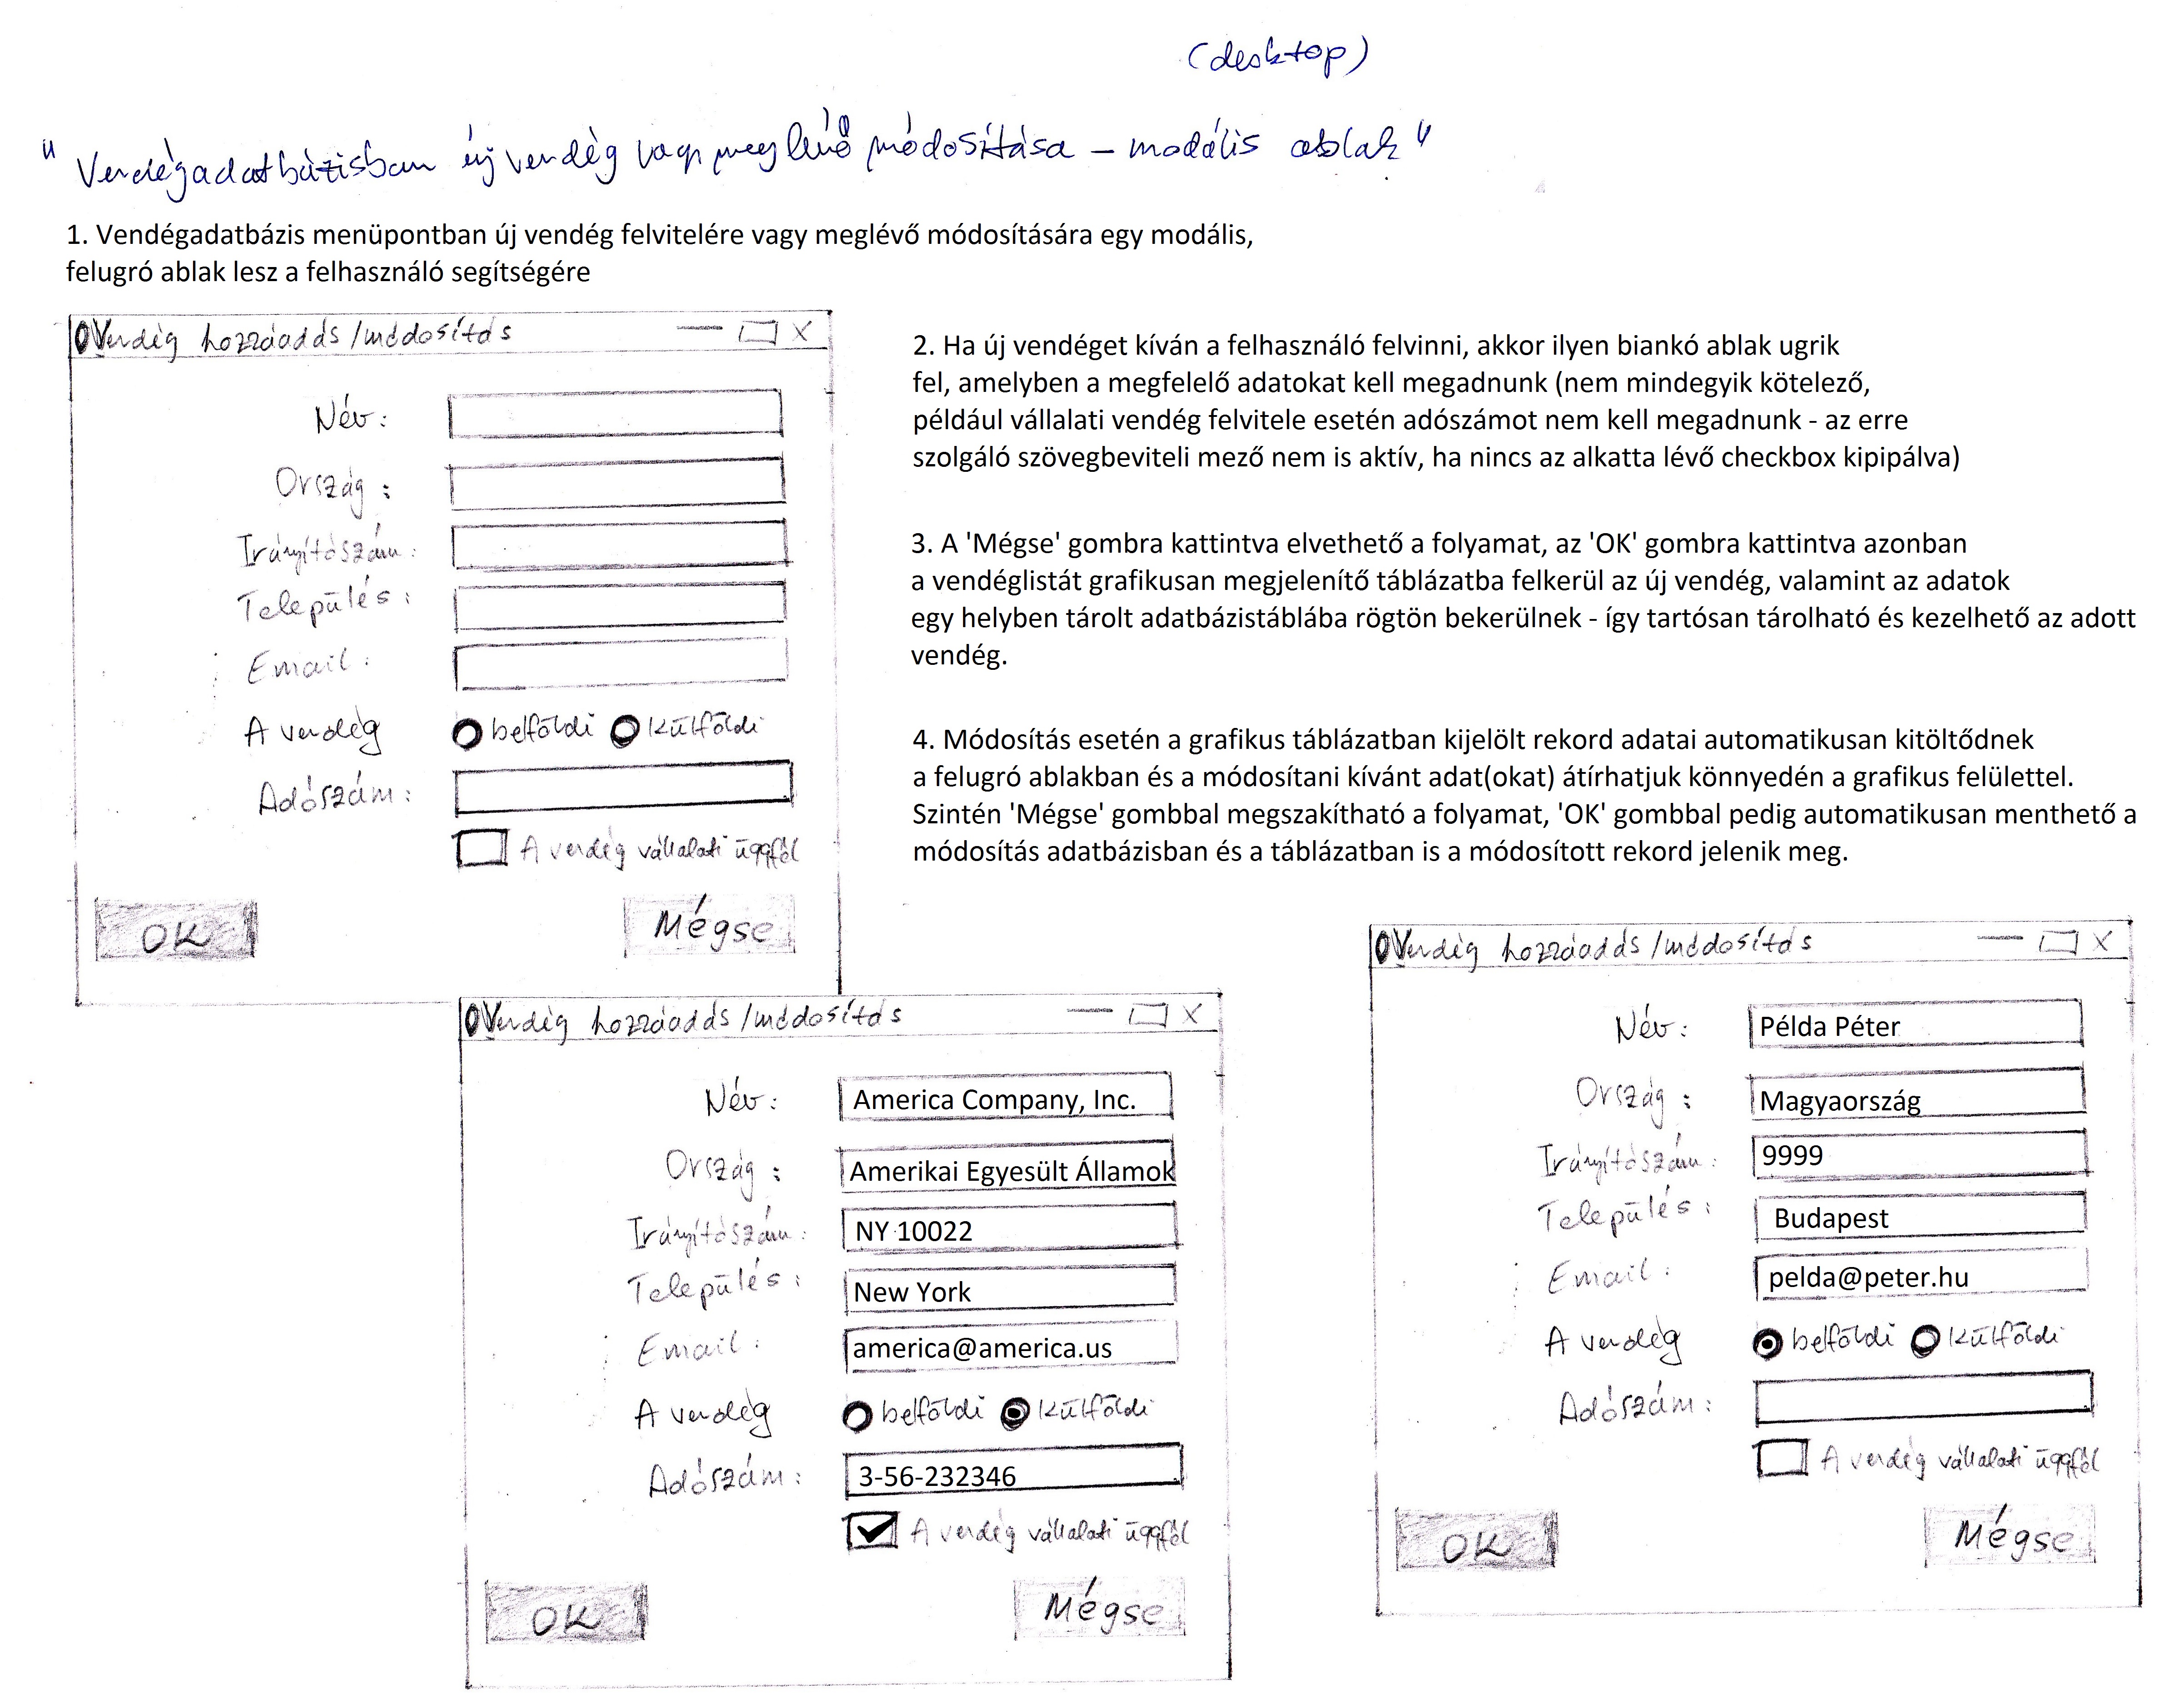 (desktop)
"Vendégadatbázisban új vendég vagy meglévő módosítása – modális ablak"
1. Vendégadatbázis menüpontban új vendég felvitelére vagy meglévő módosítására egy modális,
felugró ablak lesz a felhasználó segítségére
Vendég hozzáadás/módosítás
Név:
Ország:
Irányítószám:
Település:
Email:
A vendég belföldi külföldi
Adószám:
A vendég vállalati ügyfél
OK Mégse
2. Ha új vendéget kíván a felhasználó felvinni, akkor ilyen biankó ablak ugrik
fel, amelyben a megfelelő adatokat kell megadnunk (nem mindegyik kötelező,
például vállalati vendég felvitele esetén adószámot nem kell megadnunk - az erre
szolgáló szövegbeviteli mező nem is aktív, ha nincs az alkatta lévő checkbox kipipálva)
3. A 'Mégse' gombra kattintva elvethető a folyamat, az 'OK' gombra kattintva azonban
a vendéglistát grafikusan megjelenítő táblázatba felkerül az új vendég, valamint az adatok
egy helyben tárolt adatbázistáblába rögtön bekerülnek - így tartósan tárolható és kezelhető az adott
vendég.
4. Módosítás esetén a grafikus táblázatban kijelölt rekord adatai automatikusan kitöltődnek
a felugró ablakban és a módosítani kívánt adat(okat) átírhatjuk könnyedén a grafikus felülettel.
Szintén 'Mégse' gombbal megszakítható a folyamat, 'OK' gombbal pedig automatikusan menthető a
módosítás adatbázisban és a táblázatban is a módosított rekord jelenik meg.
Vendég hozzáadás/módosítás
Név: America Company, Inc.
Ország: Amerikai Egyesült Államok
Irányítószám: NY 10022
Település: New York
Email: america@america.us
A vendég belföldi külföldi
Adószám: 3-56-232346
A vendég vállalati ügyfél
OK Mégse
Vendég hozzáadás/módosítás
Név: Példa Péter
Ország: Magyaország
Irányítószám: 9999
Település: Budapest
Email: pelda@peter.hu
A vendég belföldi külföldi
Adószám:
A vendég vállalati ügyfél
OK Mégse